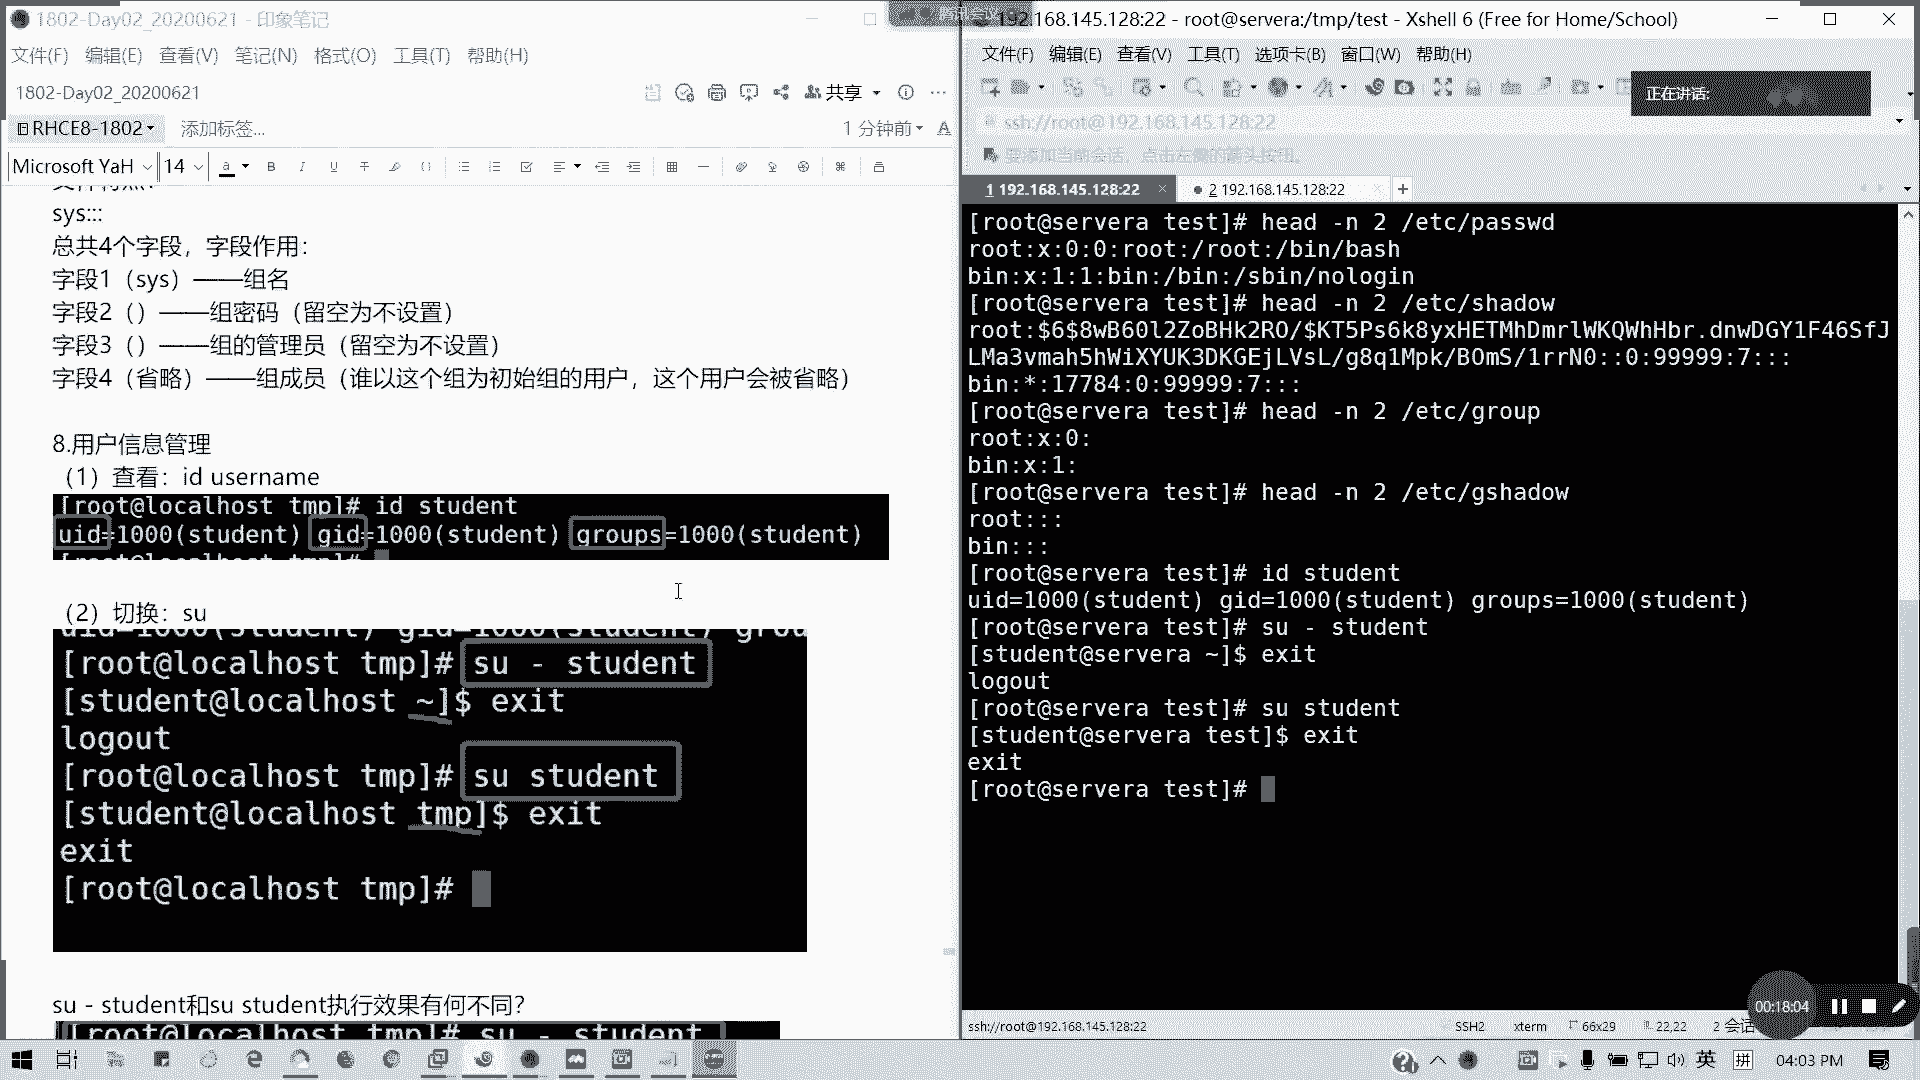 1802-Day02_20200621 - 印象笔记
文件(F) 编辑(E) 查看(V) 笔记(N) 格式(O) 工具(T) 帮助(H)
1802-Day02_20200621
共享
RHCE8-1802 添加标签...
1 分钟前
Microsoft YaH 14
sys:::
总共4个字段，字段作用：
字段1（sys）——组名
字段2（）——组密码（留空为不设置）
字段3（）——组的管理员（留空为不设置）
字段4（省略）——组成员（谁以这个组为初始组的用户，这个用户会被省略）
8.用户信息管理
（1）查看：id username
[root@localhost tmp]# id student
uid=1000(student) gid=1000(student) groups=1000(student)
[root@localhost tmp]#
（2）切换：su
uid=1000(student) gid=1000(student) grou
[root@localhost tmp]# su - student
[student@localhost ~]$ exit
logout
[root@localhost tmp]# su student
[student@localhost tmp]$ exit
exit
[root@localhost tmp]#
su - student和su student执行效果有何不同？
[root@localhost tmp]# su - student
192.168.145.128:22 - root@servera:/tmp/test - Xshell 6 (Free for Home/School)
文件(F) 编辑(E) 查看(V) 工具(T) 选项卡(B) 窗口(W) 帮助(H)
正在讲话:
ssh://root@192.168.145.128:22
要添加当前会话，点击左侧的箭头按钮。
1 192.168.145.128:22
2 192.168.145.128:22
[root@servera test]# head -n 2 /etc/passwd
root:x:0:0:root:/root:/bin/bash
bin:x:1:1:bin:/bin:/sbin/nologin
[root@servera test]# head -n 2 /etc/shadow
root:$6$8wB60l2ZoBHk2RO/$KT5Ps6k8yxHETMhDmrlWKQWhHbr.dnwDGY1F46SfJ
LMa3vmah5hWiXYUK3DKGEjLVsL/g8q1Mpk/BOmS/1rrN0::0:99999:7:::
bin:*:17784:0:99999:7:::
[root@servera test]# head -n 2 /etc/group
root:x:0:
bin:x:1:
[root@servera test]# head -n 2 /etc/gshadow
root:::
bin:::
[root@servera test]# id student
uid=1000(student) gid=1000(student) groups=1000(student)
[root@servera test]# su - student
[student@servera ~]$ exit
logout
[root@servera test]# su student
[student@servera test]$ exit
exit
[root@servera test]#
00:18:04
ssh://root@192.168.145.128:22 SSH2 xterm 66x29 22,22 2 会话
英 拼 04:03 PM